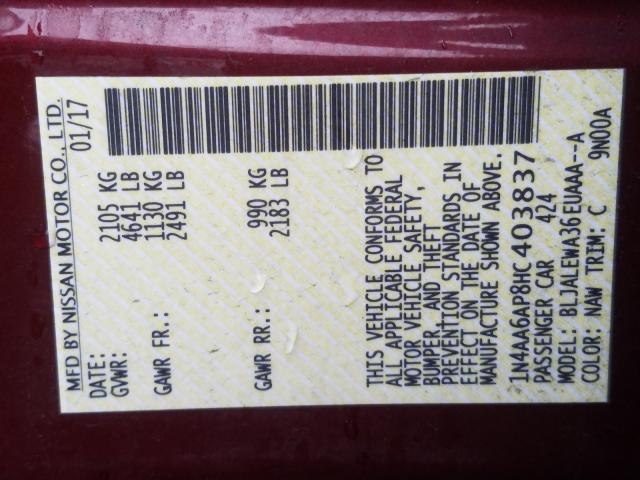 MFD BY NISSAN MOTOR CO., LTD.
DATE: 01/17
GVWR: 2105 KG
4641 LB
GAWR FR.: 1130 KG
2491 LB
GAWR RR.: 990 KG
2183 LB
THIS VEHICLE CONFORMS TO
ALL APPLICABLE FEDERAL
MOTOR VEHICLE SAFETY,
BUMPER, AND THEFT
PREVENTION STANDARDS IN
EFFECT ON THE DATE OF
MANUFACTURE SHOWN ABOVE.
1N4AA6AP8HC403837
PASSENGER CAR 424
MODEL: BLJALEWA36EUAAA--A
COLOR: NAW TRIM: C 9N00A